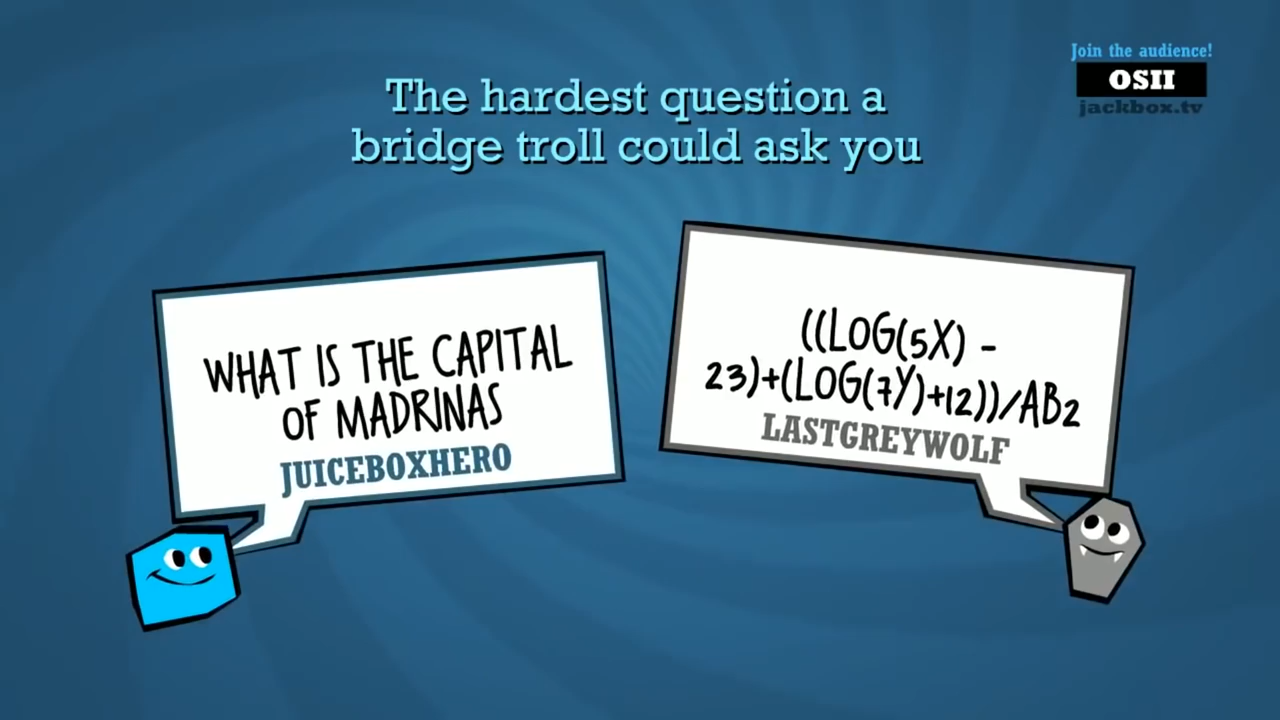 Join the audience!
OSII
jackbox.tv
The hardest question a
bridge troll could ask you
WHAT IS THE CAPITAL
OF MADRINAS
JUICEBOXHERO
((LOG(5X) -
23)+(LOG(7Y)+12))/AB2
LASTGREYWOLF